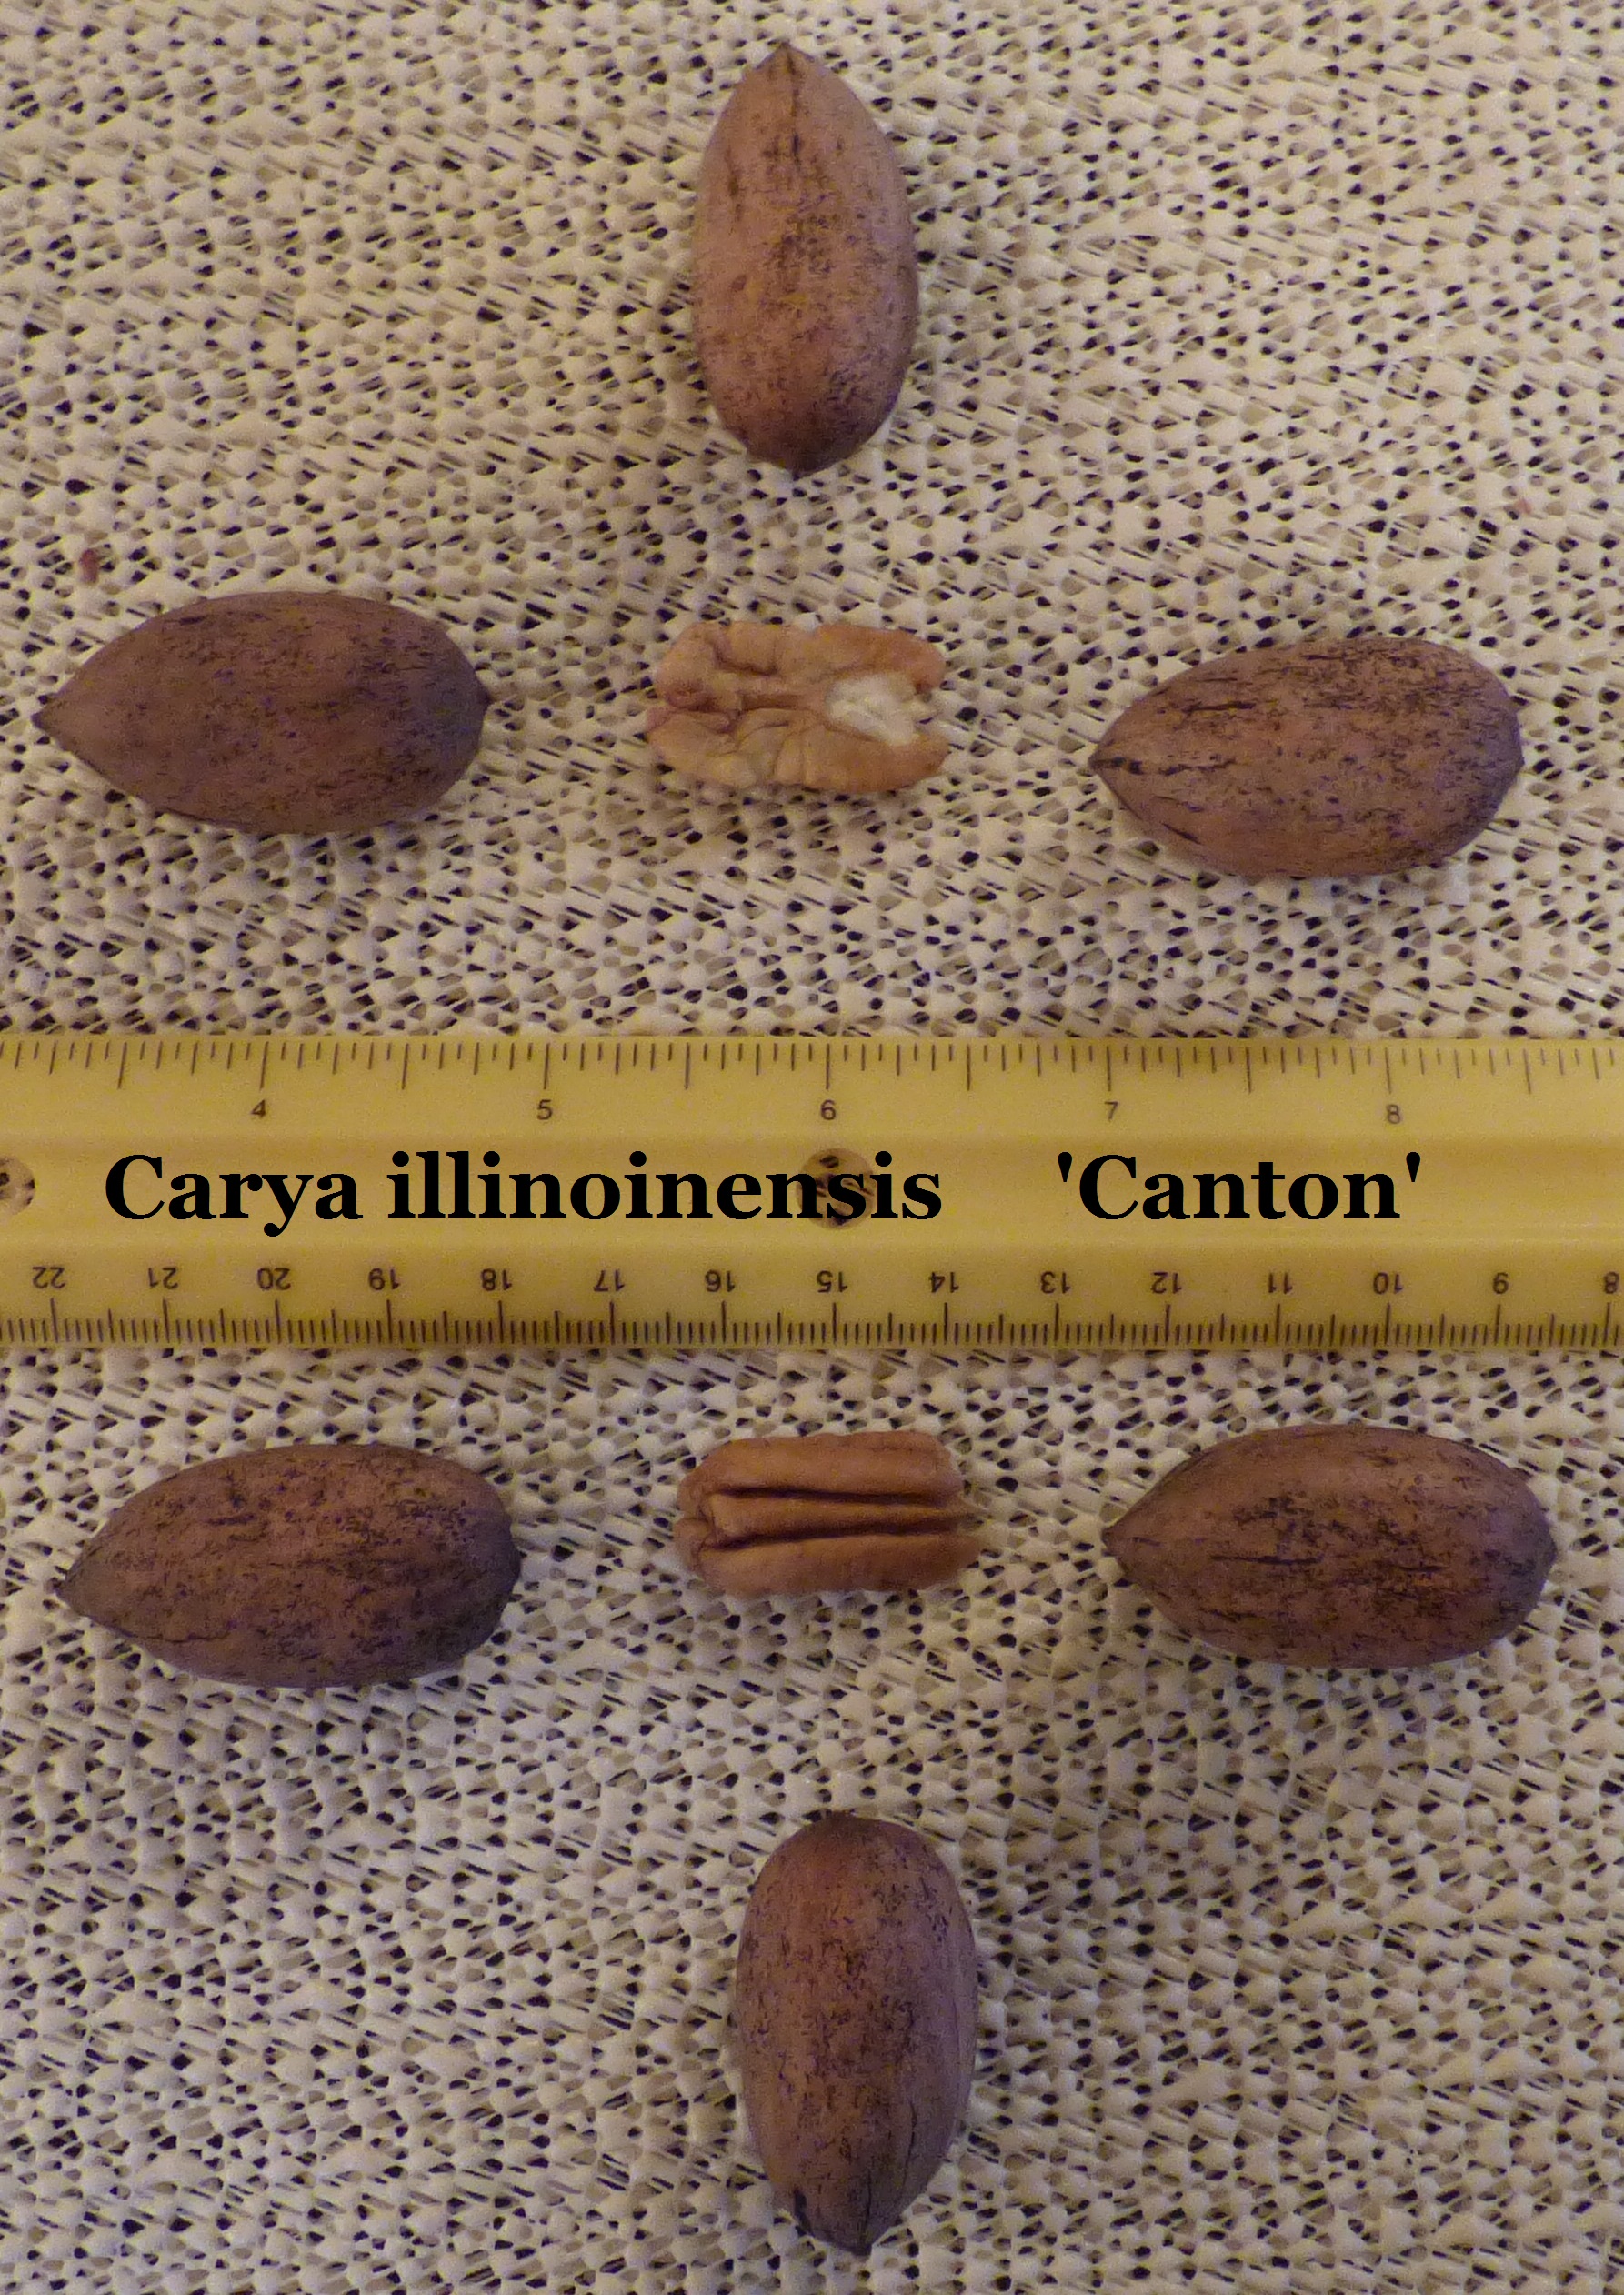 4 5 6 7 8
Carya illinoinensis 'Canton'
22 21 20 19 18 17 16 15 14 13 12 11 10 9 8